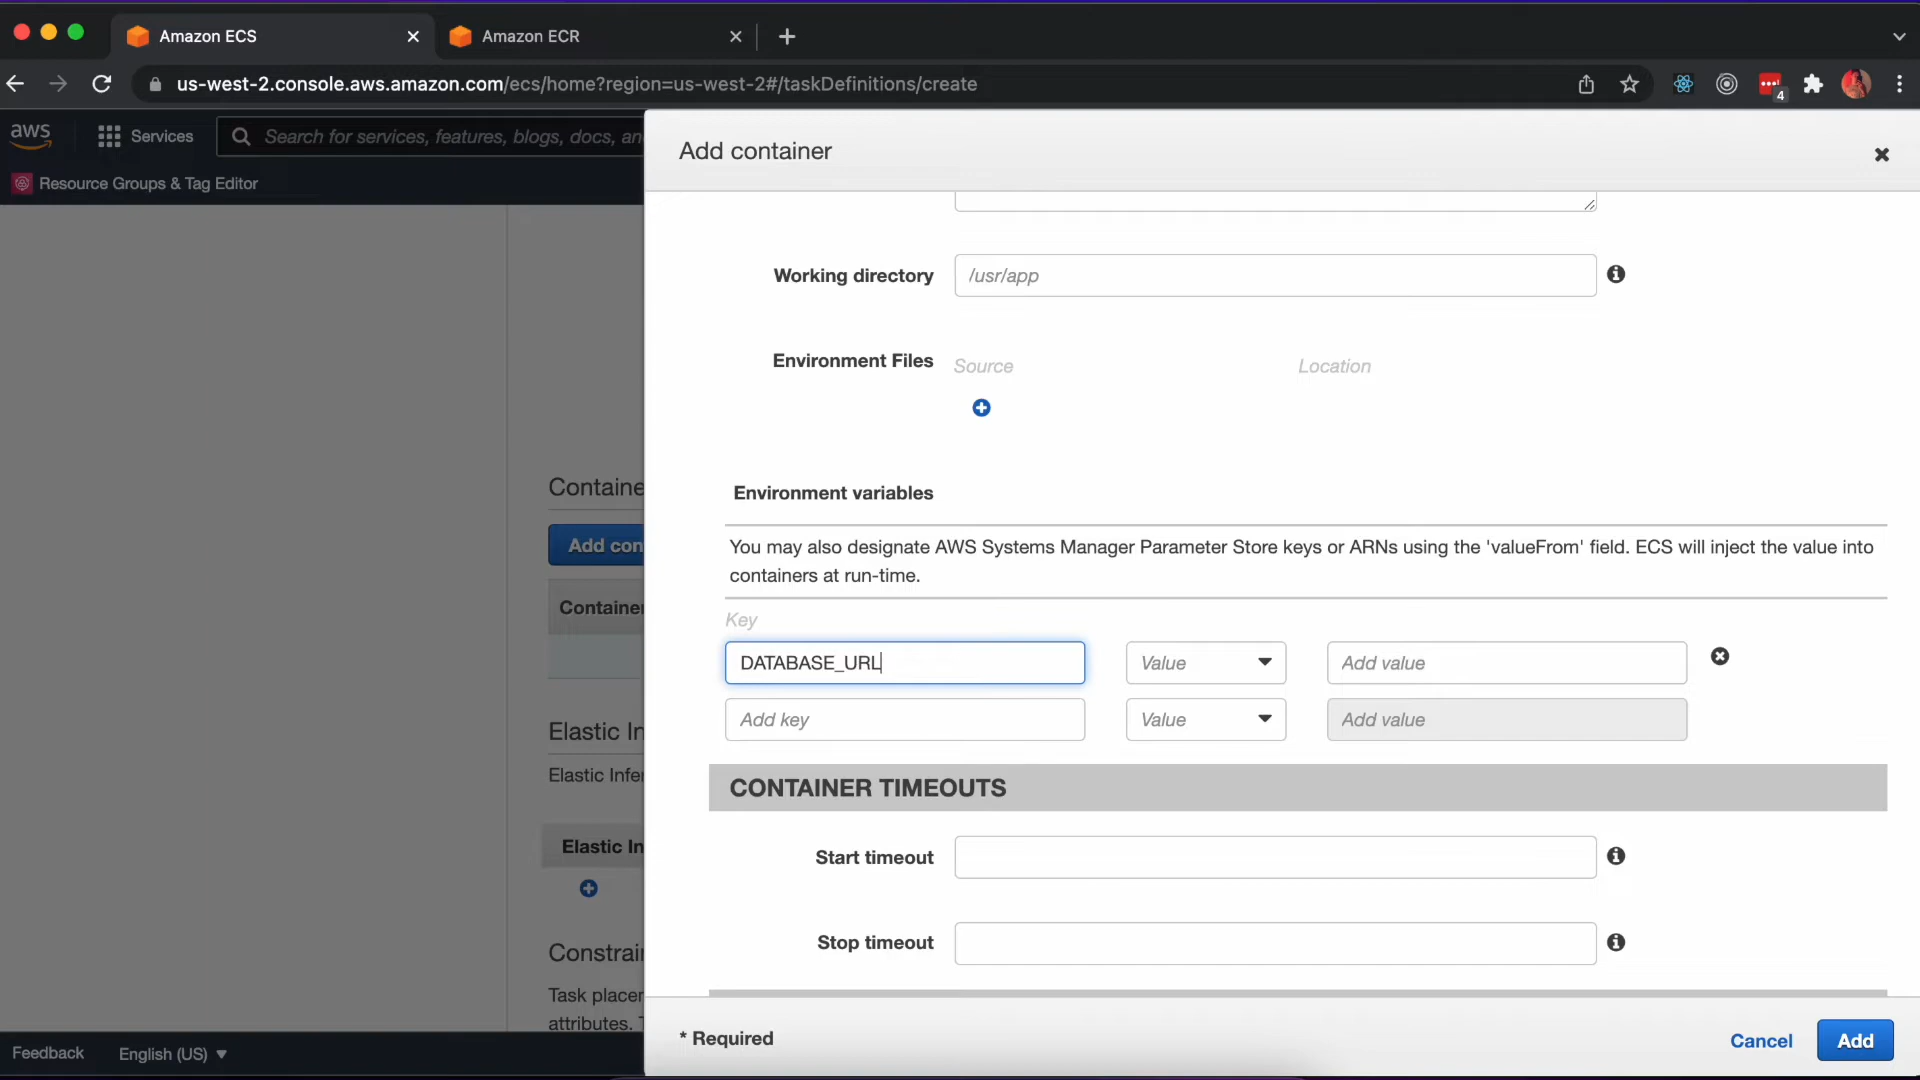 Amazon ECS
Amazon ECR
us-west-2.console.aws.amazon.com/ecs/home?region=us-west-2#/taskDefinitions/create
4
aws
Services
Search for services, features, blogs, docs, an
Resource Groups & Tag Editor
Add container
Working directory
/usr/app
Environment Files
Source
Location
Containe
Environment variables
Add con
You may also designate AWS Systems Manager Parameter Store keys or ARNs using the 'valueFrom' field. ECS will inject the value into
containers at run-time.
Container
Key
DATABASE_URL
Value
Add value
Add key
Value
Add value
Elastic In
Elastic Infer
CONTAINER TIMEOUTS
Elastic In
Start timeout
Stop timeout
Constrai
Task placem
attributes. T
* Required
Cancel
Add
Feedback
English (US)